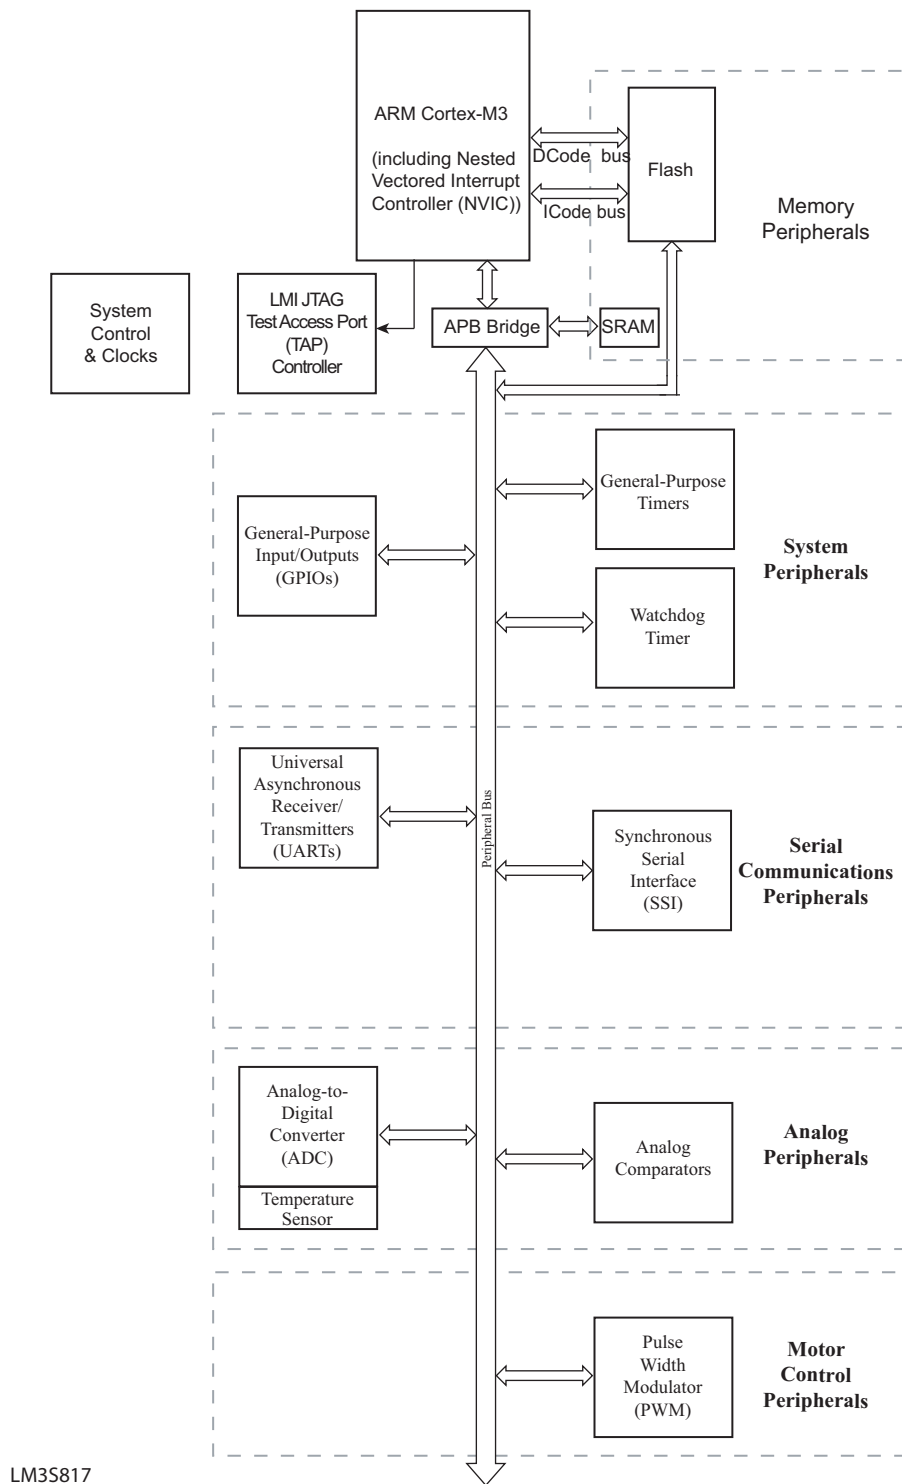 ARM Cortex-M3
(including Nested
Vectored Interrupt
Controller (NVIC))
DCode bus
ICode bus
Flash
Memory
Peripherals
System
Control
& Clocks
LMI JTAG
Test Access Port
(TAP)
Controller
APB Bridge
SRAM
General-Purpose
Timers
General-Purpose
Input/Outputs
(GPIOs)
System
Peripherals
Watchdog
Timer
Universal
Asynchronous
Receiver/
Transmitters
(UARTs)
Peripheral Bus
Synchronous
Serial
Interface
(SSI)
Serial
Communications
Peripherals
Analog-to-
Digital
Converter
(ADC)
Temperature
Sensor
Analog
Comparators
Analog
Peripherals
Pulse
Width
Modulator
(PWM)
Motor
Control
Peripherals
LM3S817